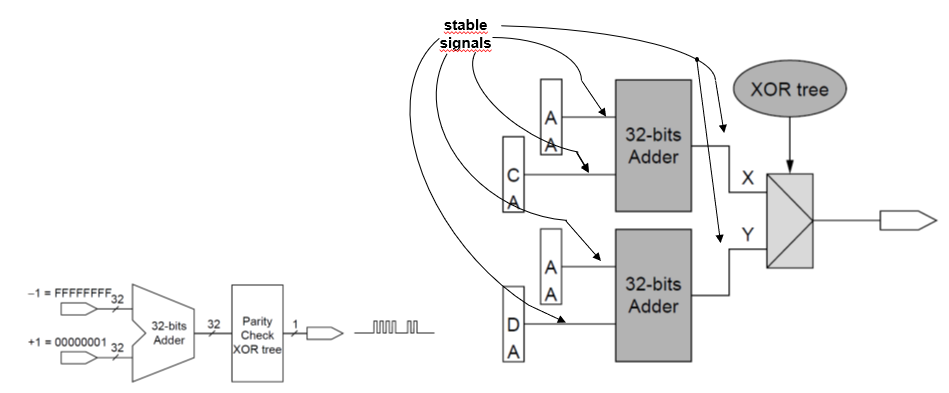 stable
signals
A
A
C
A
32-bits
Adder
XOR tree
X
Y
A
A
D
A
32-bits
Adder
−1 = FFFFFFFF
32
+1 = 00000001
32
32-bits
Adder
32
Parity
Check
XOR tree
1